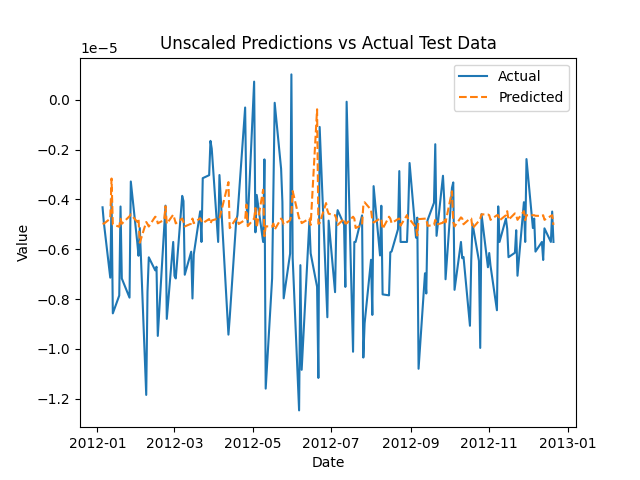 Unscaled Predictions vs Actual Test Data
1e−5
Actual
Predicted
0.0
−0.2
−0.4
−0.6
−0.8
−1.0
−1.2
Value
2012-01
2012-03
2012-05
2012-07
2012-09
2012-11
2013-01
Date